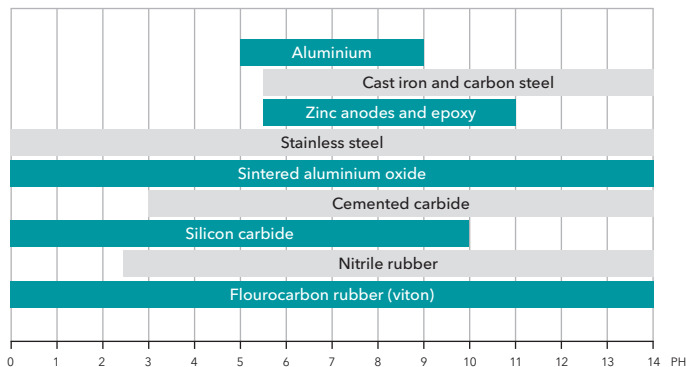 Aluminium
Cast iron and carbon steel
Zinc anodes and epoxy
Stainless steel
Sintered aluminium oxide
Cemented carbide
Silicon carbide
Nitrile rubber
Flourocarbon rubber (viton)
0 1 2 3 4 5 6 7 8 9 10 11 12 13 14 PH